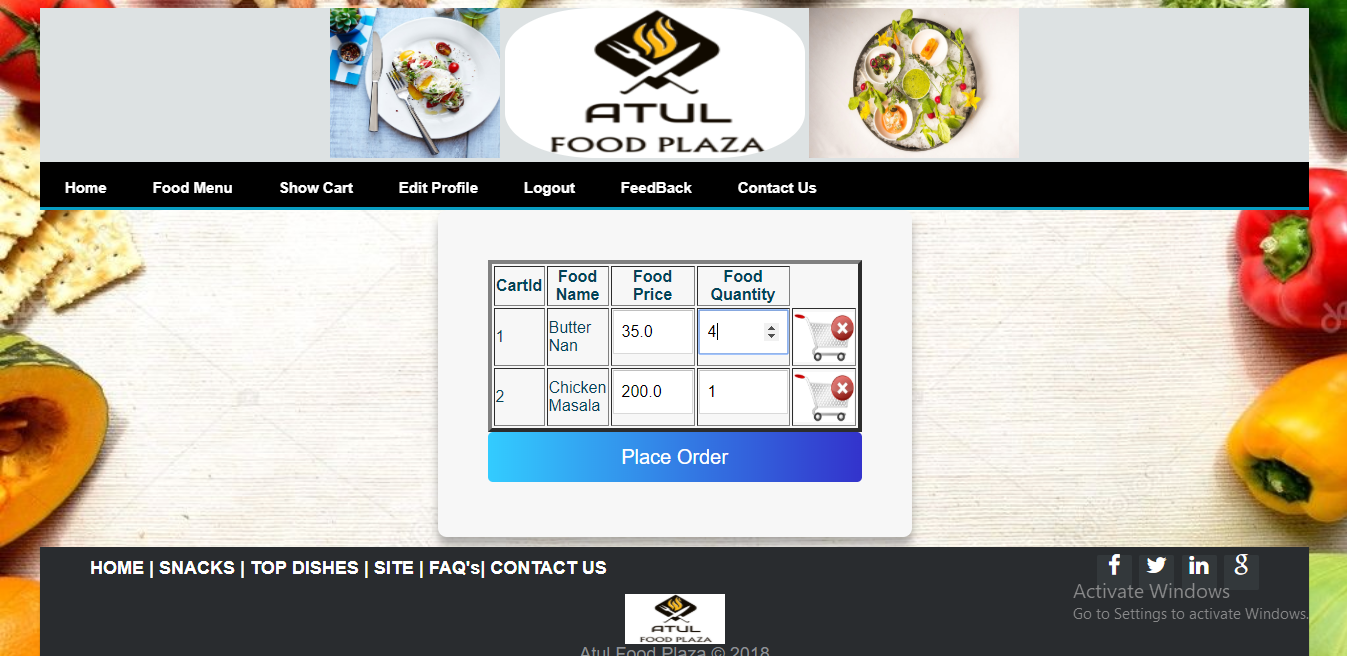 ATUL
FOOD PLAZA
Home Food Menu Show Cart Edit Profile Logout FeedBack Contact Us
CartId Food Name Food Price Food Quantity
1 Butter Nan 35.0 4
2 Chicken Masala 200.0 1
Place Order
HOME | SNACKS | TOP DISHES | SITE | FAQ's| CONTACT US
f in g
Activate Windows
Go to Settings to activate Windows.
ATUL
FOOD PLAZA
Atul Food Plaza © 2018